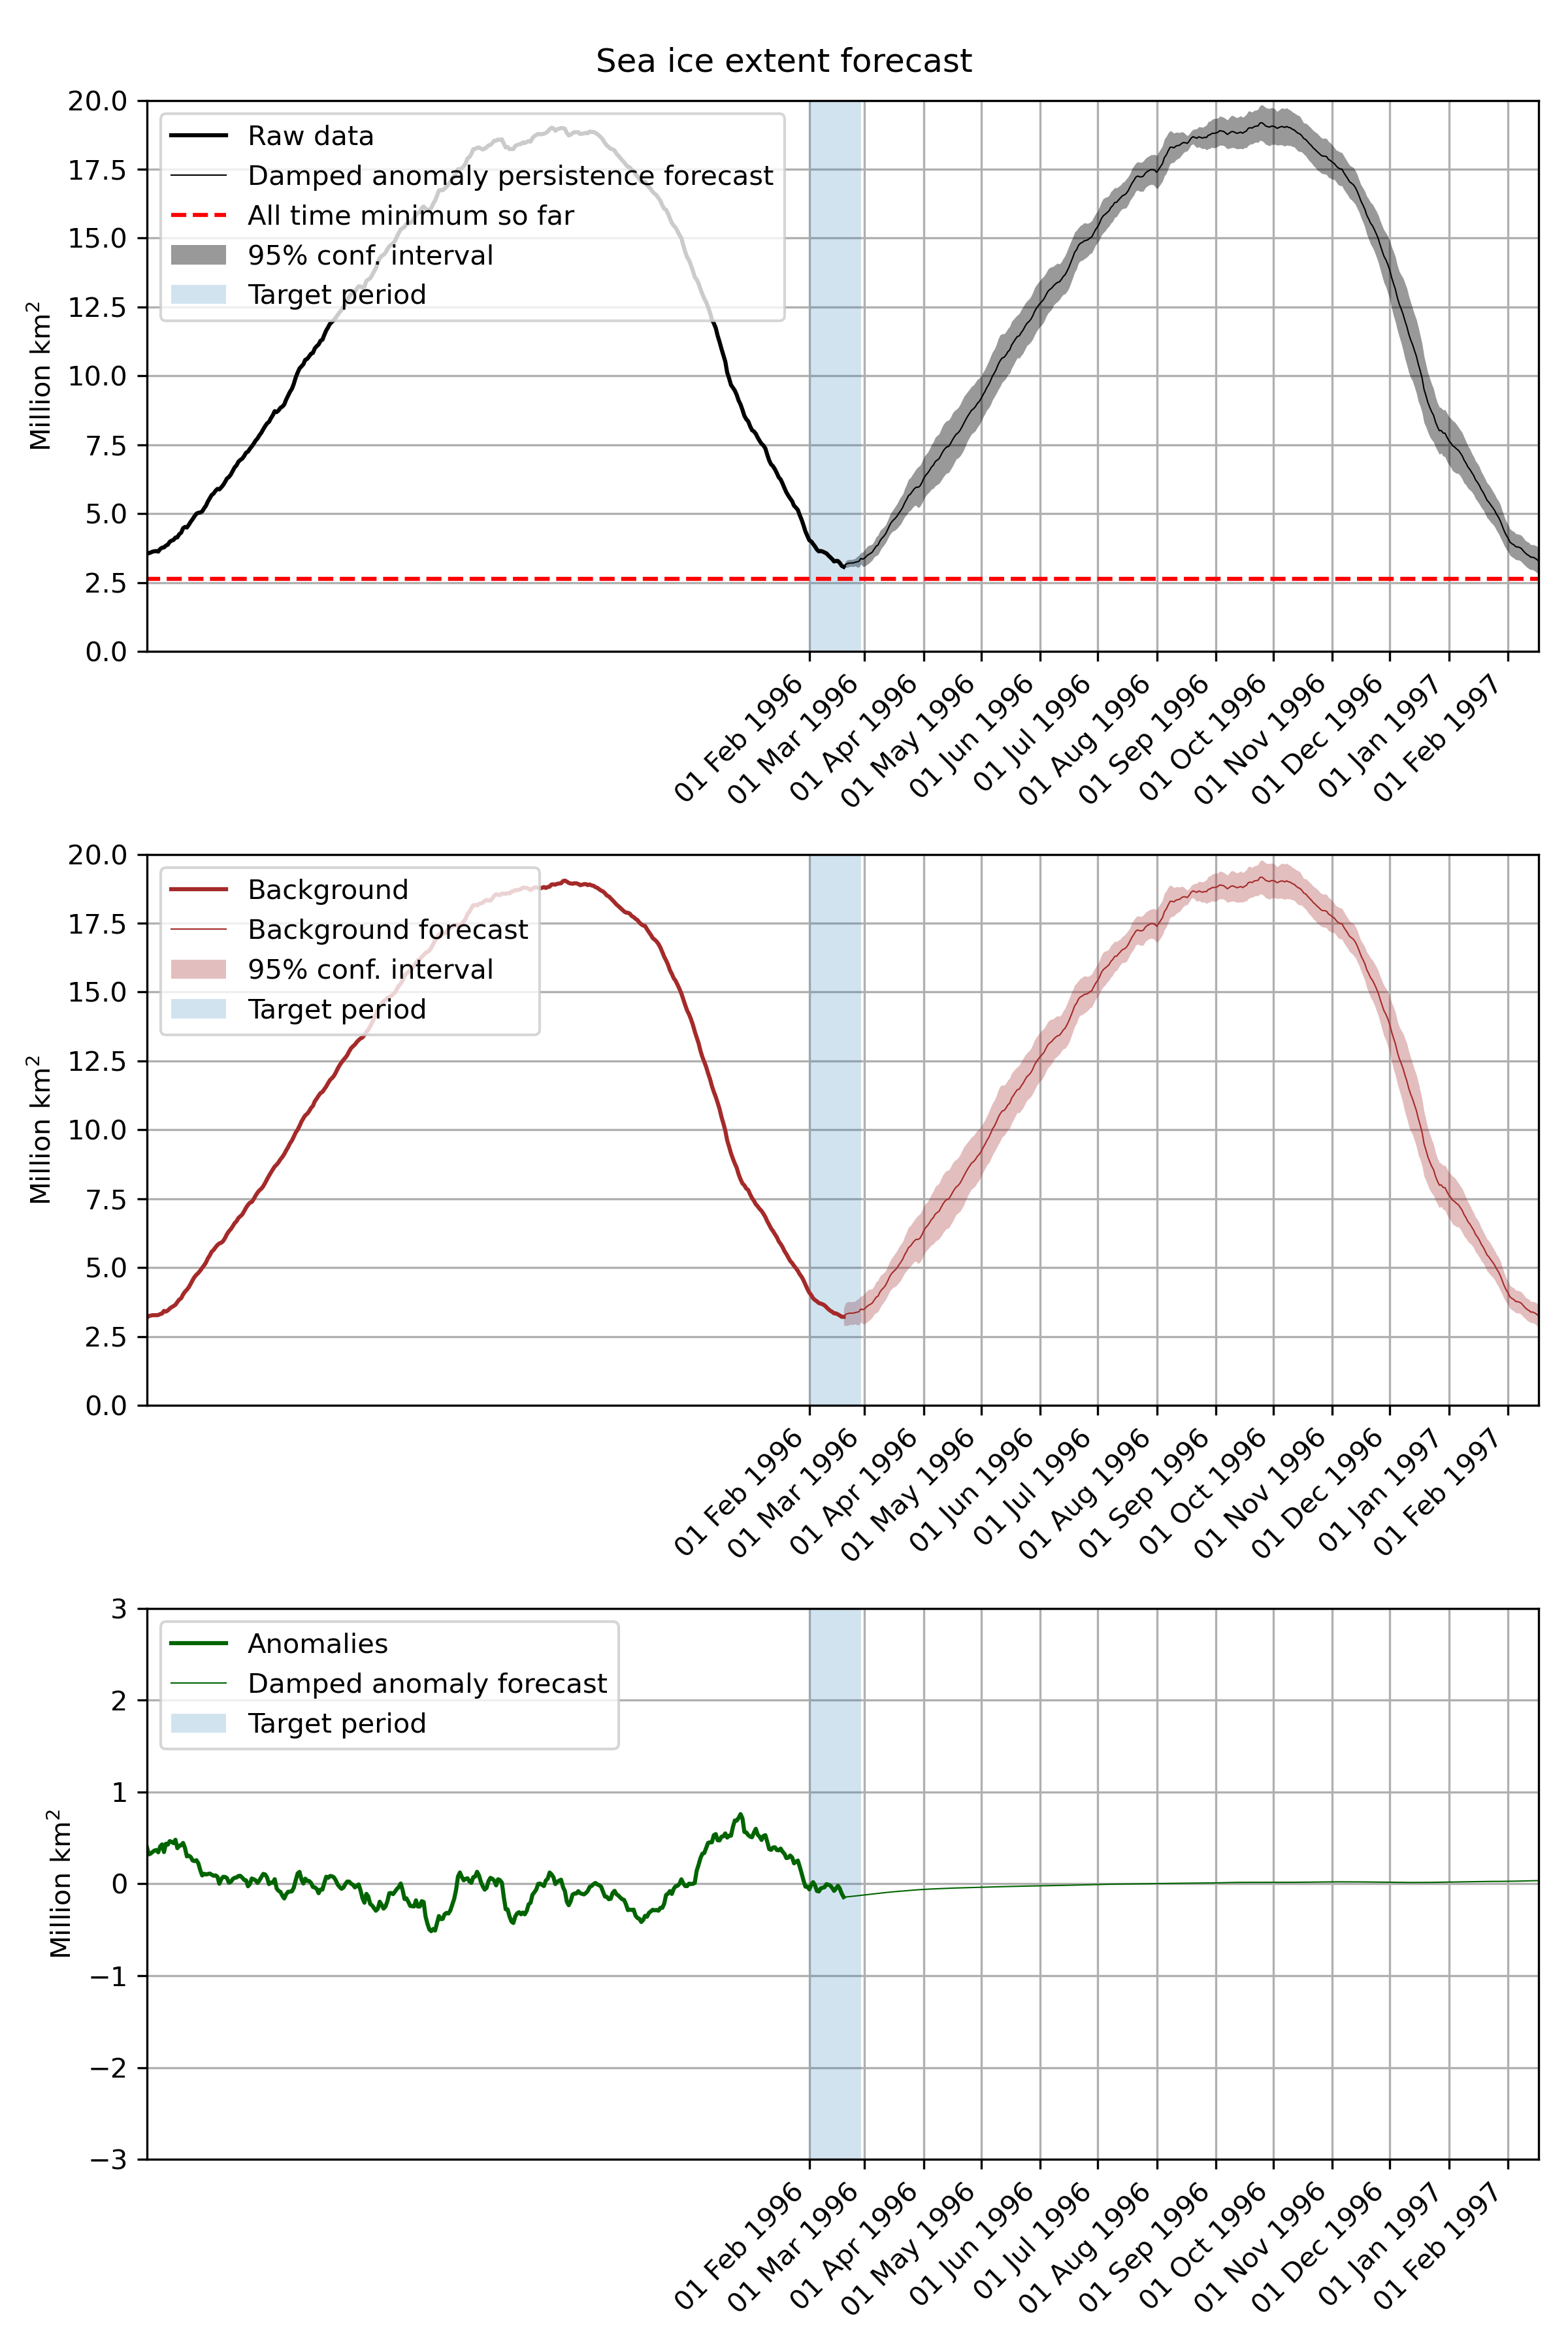 Sea ice extent forecast
20.0
17.5
15.0
12.5
10.0
7.5
5.0
2.5
0.0
Million km²
Raw data
Damped anomaly persistence forecast
All time minimum so far
95% conf. interval
Target period
01 Feb 1996
01 Mar 1996
01 Apr 1996
01 May 1996
01 Jun 1996
01 Jul 1996
01 Aug 1996
01 Sep 1996
01 Oct 1996
01 Nov 1996
01 Dec 1996
01 Jan 1997
01 Feb 1997
20.0
17.5
15.0
12.5
10.0
7.5
5.0
2.5
0.0
Million km²
Background
Background forecast
95% conf. interval
Target period
01 Feb 1996
01 Mar 1996
01 Apr 1996
01 May 1996
01 Jun 1996
01 Jul 1996
01 Aug 1996
01 Sep 1996
01 Oct 1996
01 Nov 1996
01 Dec 1996
01 Jan 1997
01 Feb 1997
3
2
1
0
−1
−2
−3
Million km²
Anomalies
Damped anomaly forecast
Target period
01 Feb 1996
01 Mar 1996
01 Apr 1996
01 May 1996
01 Jun 1996
01 Jul 1996
01 Aug 1996
01 Sep 1996
01 Oct 1996
01 Nov 1996
01 Dec 1996
01 Jan 1997
01 Feb 1997